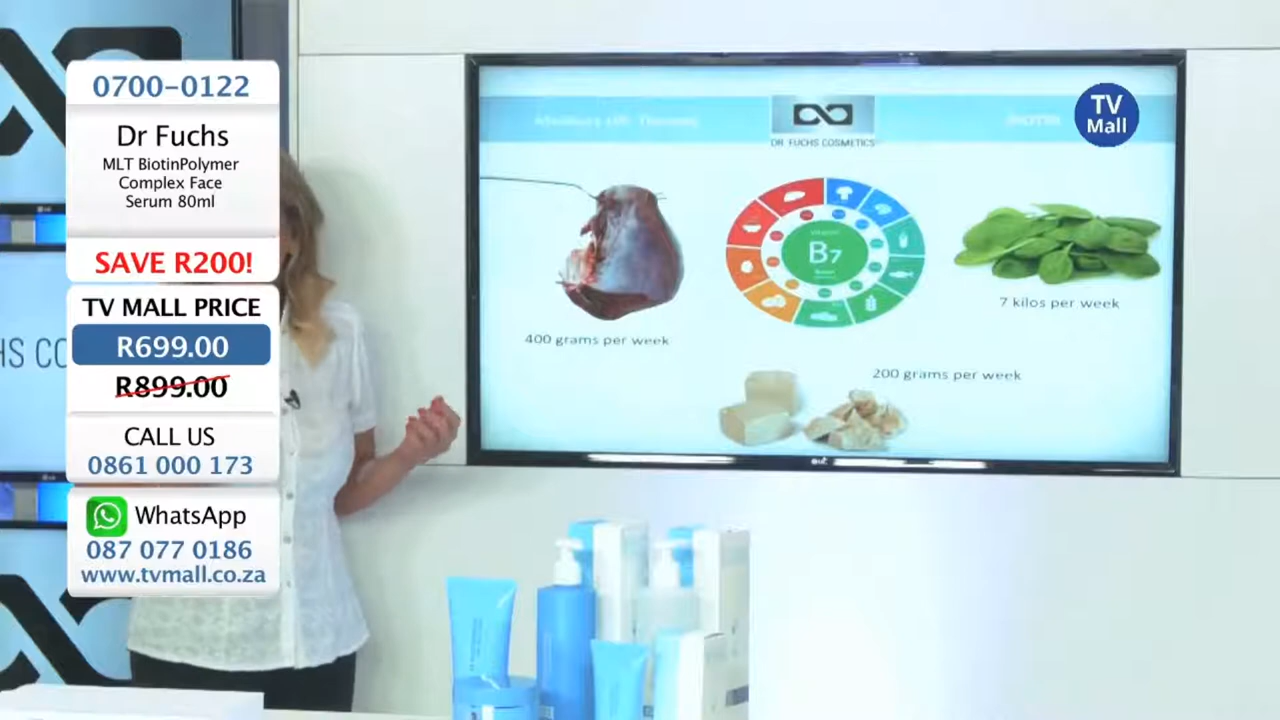 0700-0122
Dr Fuchs
MLT BiotinPolymer
Complex Face
Serum 80ml
SAVE R200!
TV MALL PRICE
R699.00
R899.00
CALL US
0861 000 173
WhatsApp
087 077 0186
www.tvmall.co.za
TV
Mall
DR. FUCHS COSMETICS
B7
400 grams per week
7 kilos per week
200 grams per week
LG
HS CO